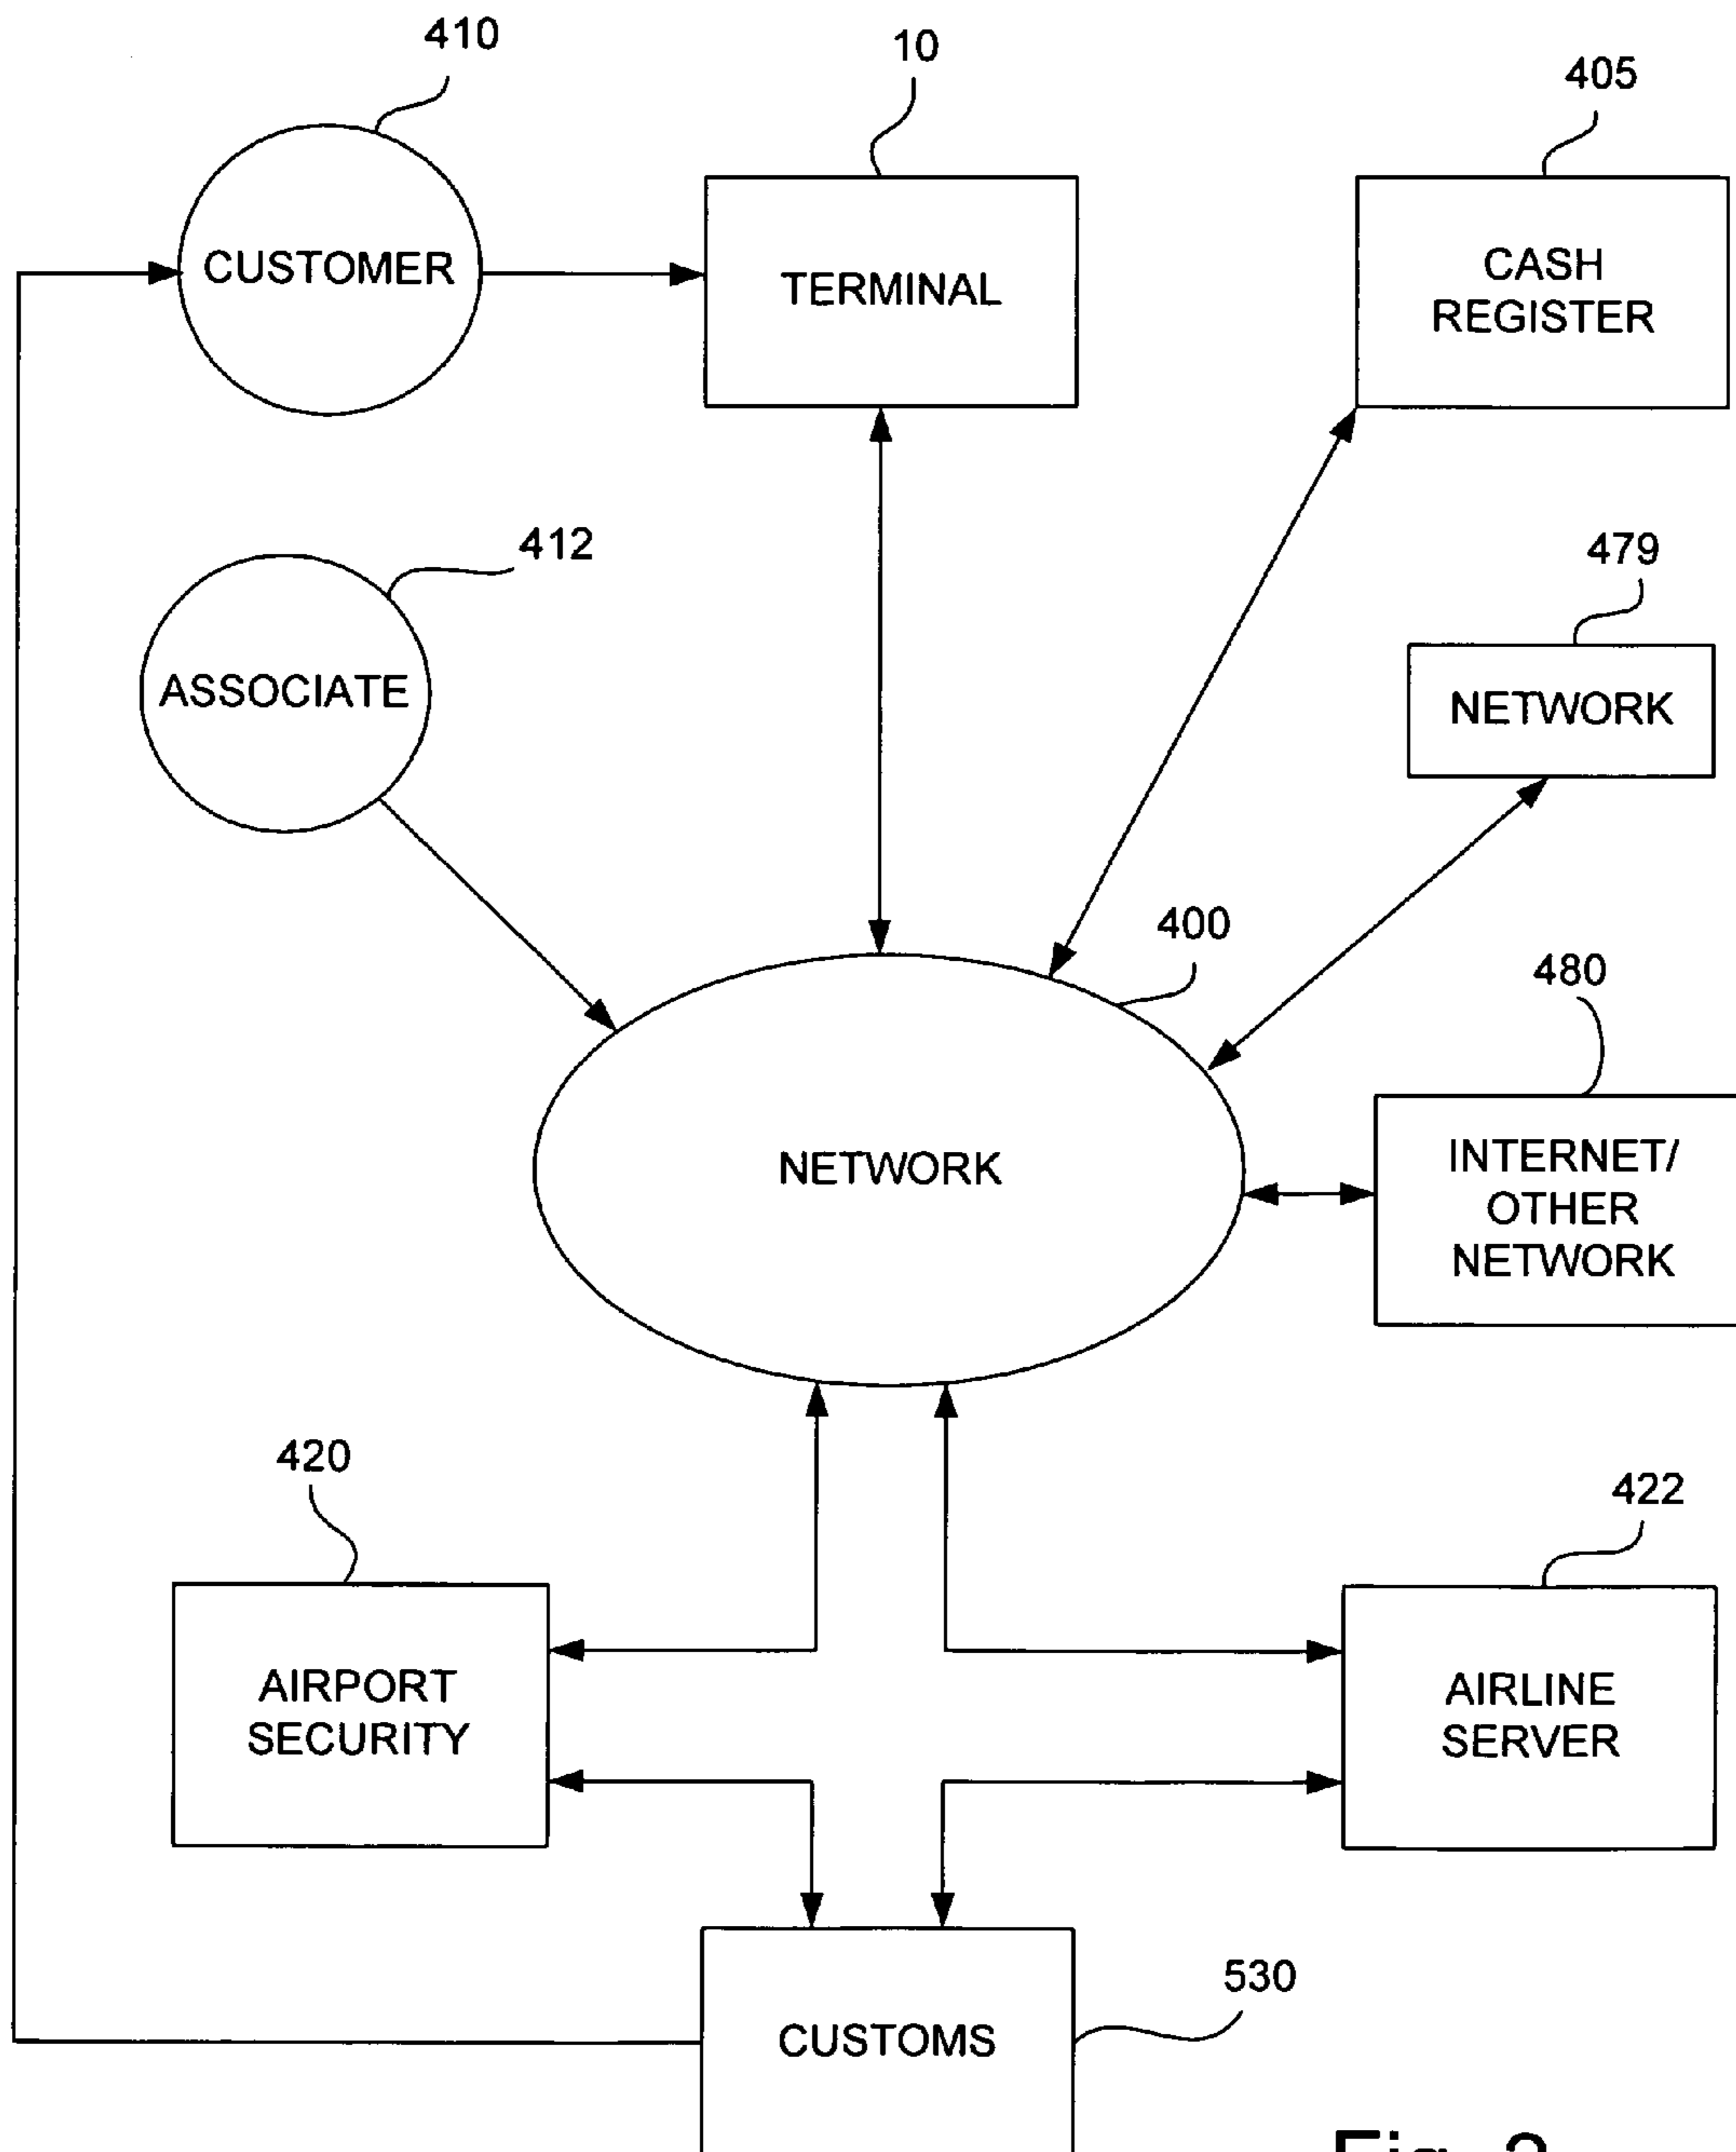 410
10
405
CUSTOMER
TERMINAL
CASH
REGISTER
412
479
ASSOCIATE
NETWORK
400
480
NETWORK
INTERNET/
OTHER
NETWORK
420
422
AIRPORT
SECURITY
AIRLINE
SERVER
530
CUSTOMS